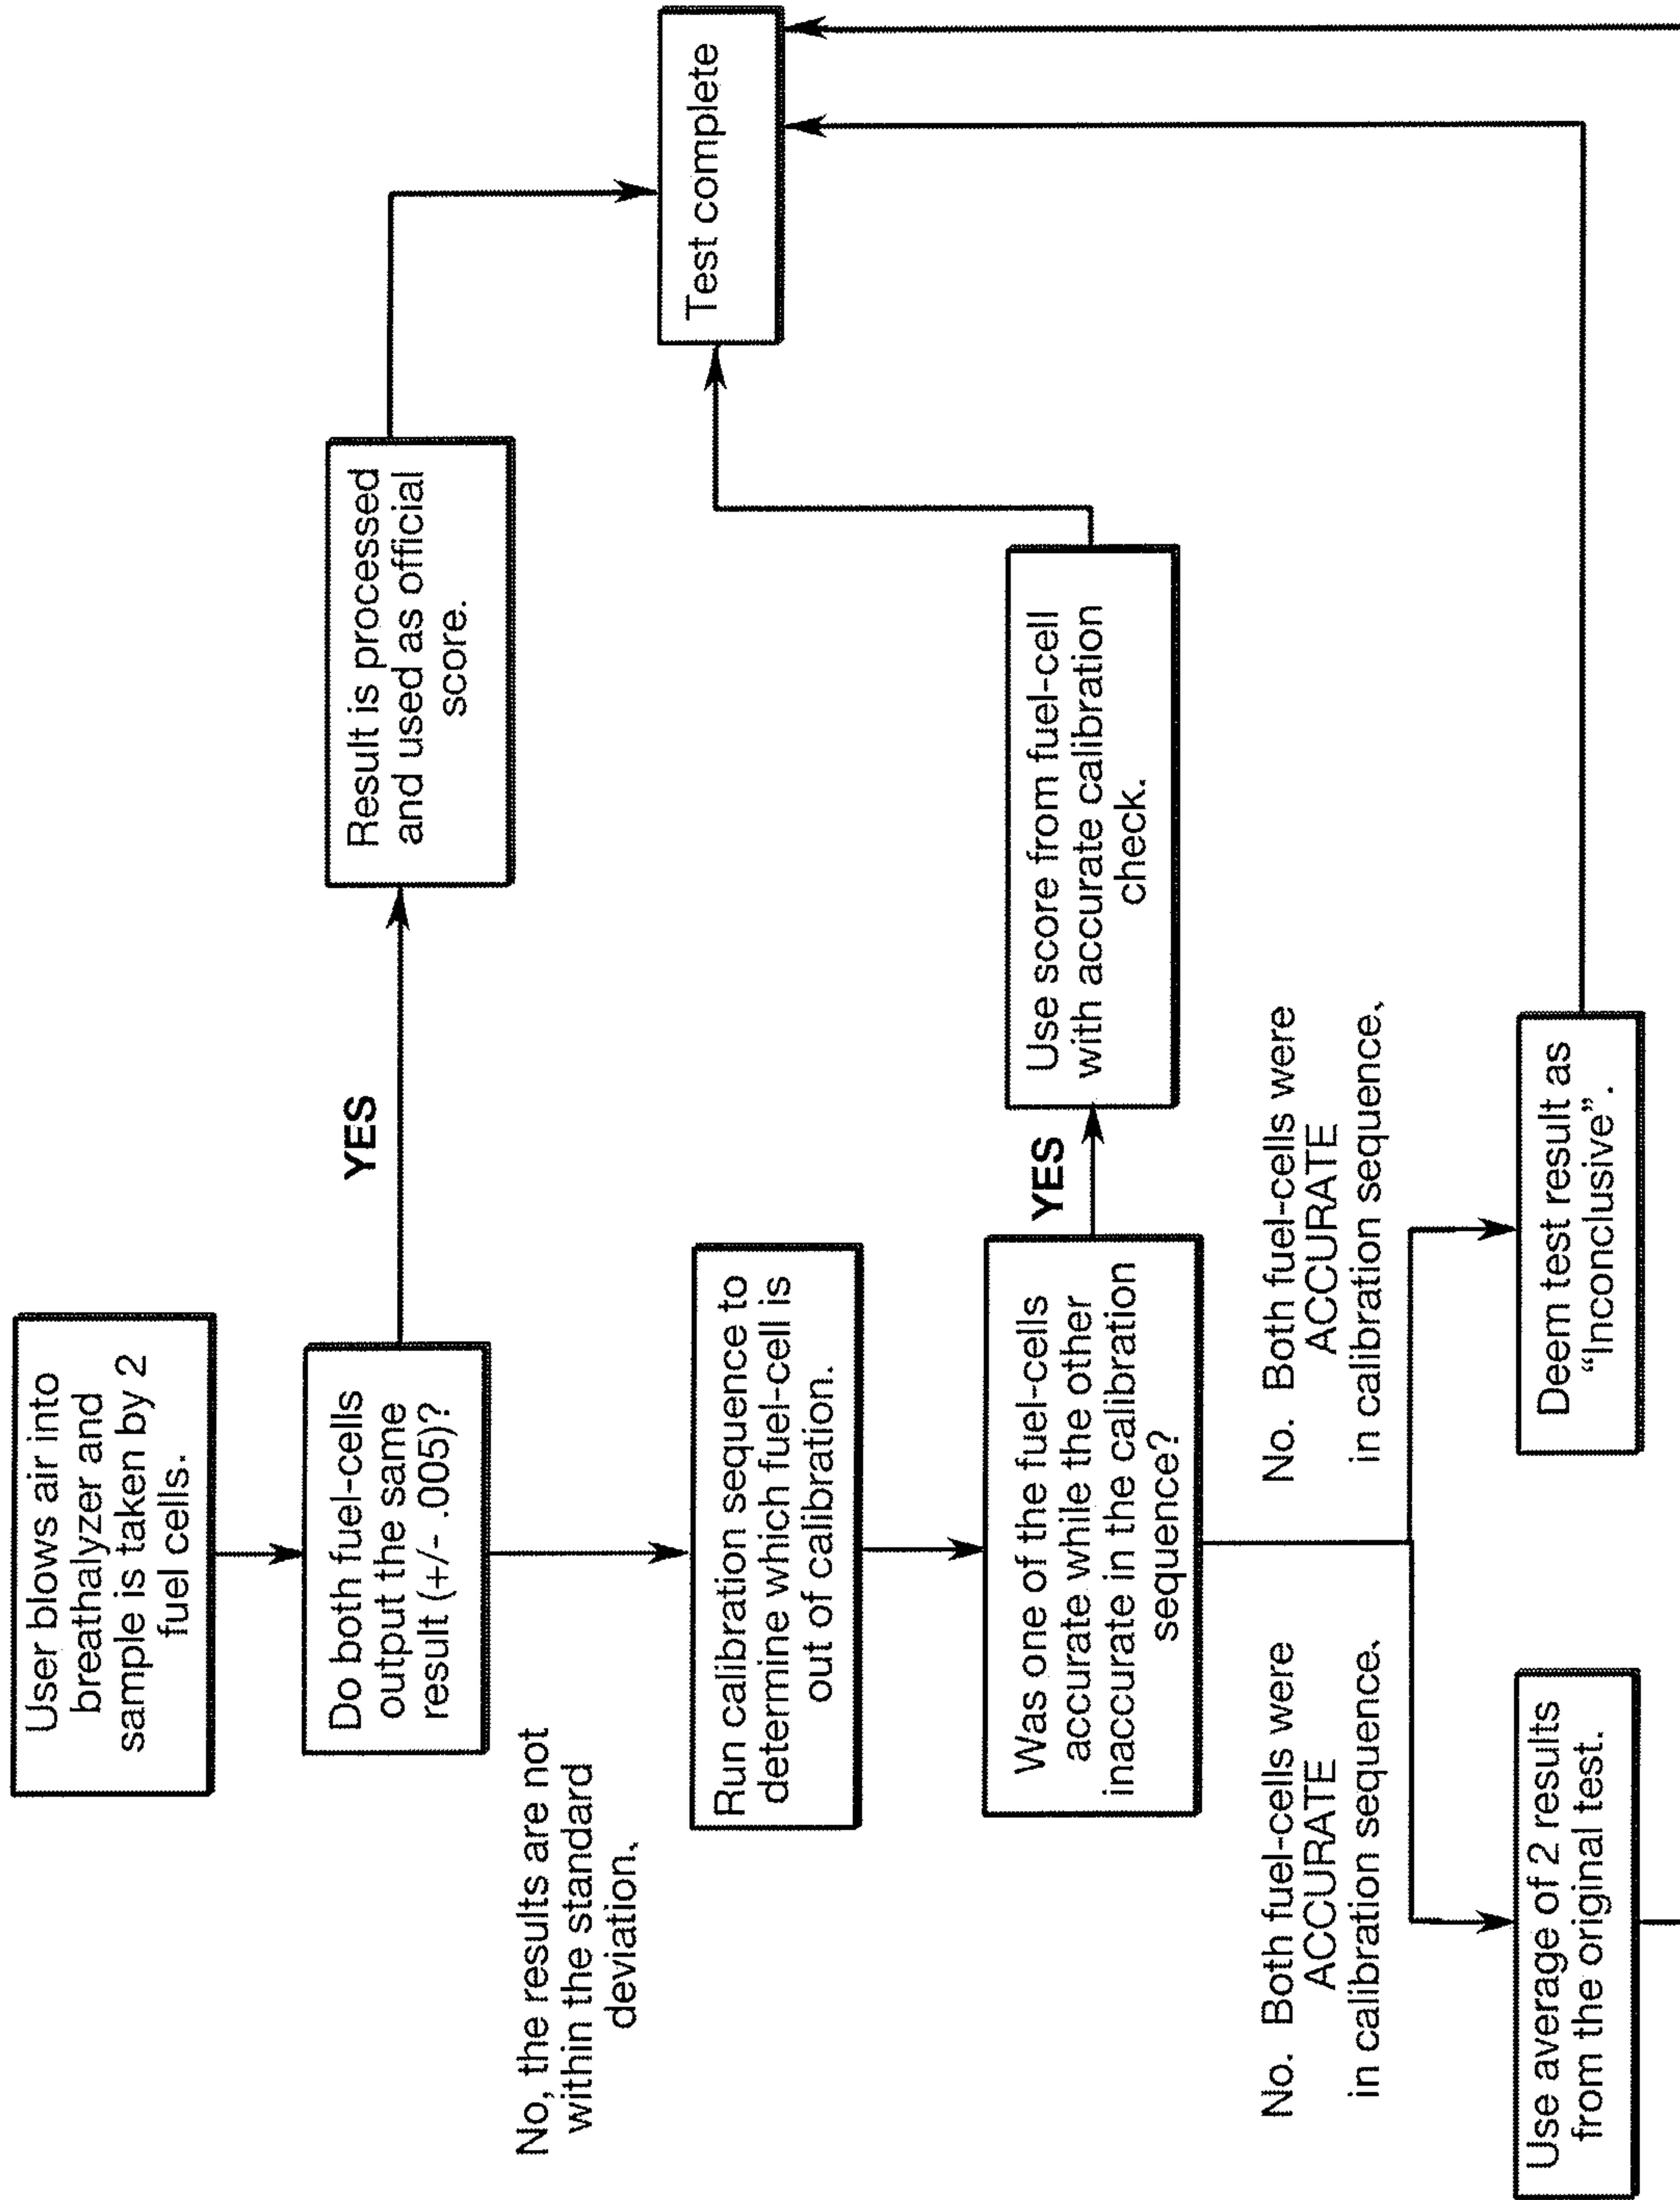 User blows air into
breathalyzer and
sample is taken by 2
fuel cells.
Do both fuel-cells
output the same
result (+/- .005)?
YES
Result is processed
and used as official
score.
No, the results are not
within the standard
deviation.
Run calibration sequence to
determine which fuel-cell is
out of calibration.
Was one of the fuel-cells
accurate while the other
inaccurate in the calibration
sequence?
YES
Use score from fuel-cell
with accurate calibration
check.
Test complete
No. Both fuel-cells were
ACCURATE
in calibration sequence.
No. Both fuel-cells were
ACCURATE
in calibration sequence.
Use average of 2 results
from the original test.
Deem test result as
“Inconclusive”.